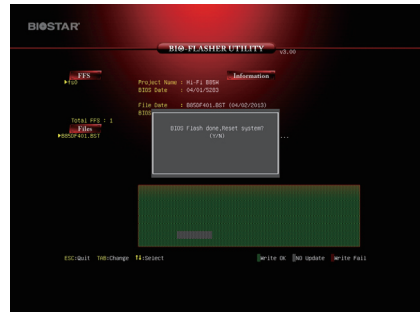 BIOSTAR
BIO-FLASHER UTILITY v3.00
FFS
Information
fs0
Project Name : Hi-Fi B85W
BIOS Date : 04/01/5203
File Date : B85DF401.BST (04/02/2013)
BIOS
Total FFS : 1
Files
B85DF401.BST
BIOS Flash done,Reset system?
(Y/N)
...
ESC:Quit TAB:Change ↑↓:Select
Write OK NO Update Write Fail